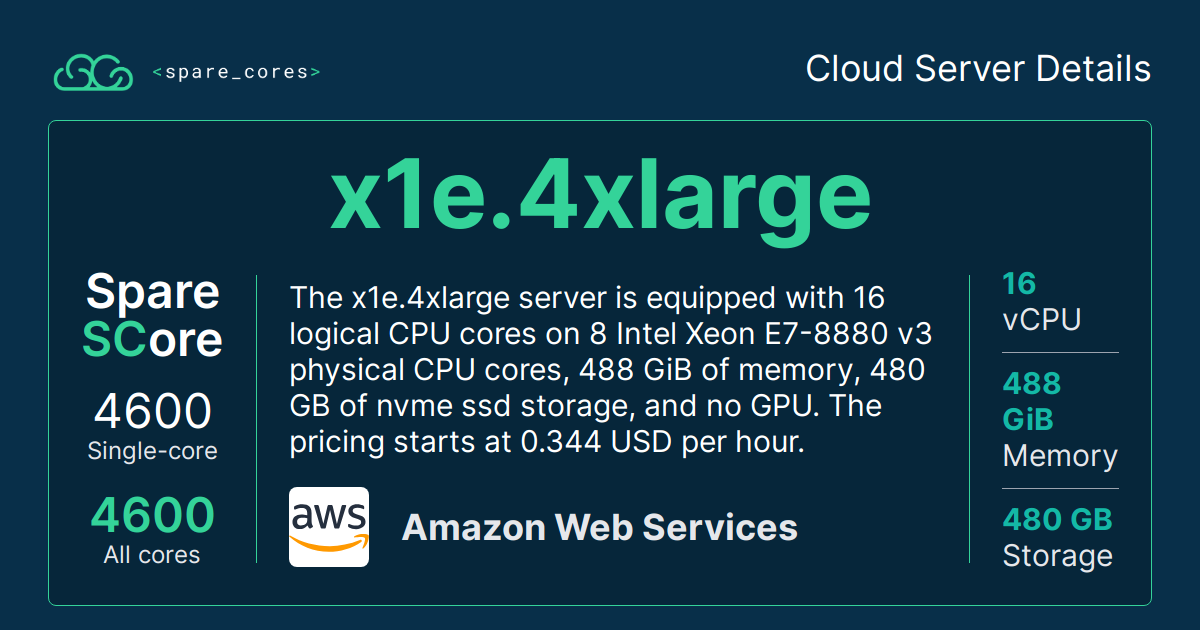 <spare_cores>
Cloud Server Details
x1e.4xlarge
Spare
SCore
4600
Single-core
4600
All cores
The x1e.4xlarge server is equipped with 16
logical CPU cores on 8 Intel Xeon E7-8880 v3
physical CPU cores, 488 GiB of memory, 480
GB of nvme ssd storage, and no GPU. The
pricing starts at 0.344 USD per hour.
aws
Amazon Web Services
16
vCPU
488
GiB
Memory
480 GB
Storage